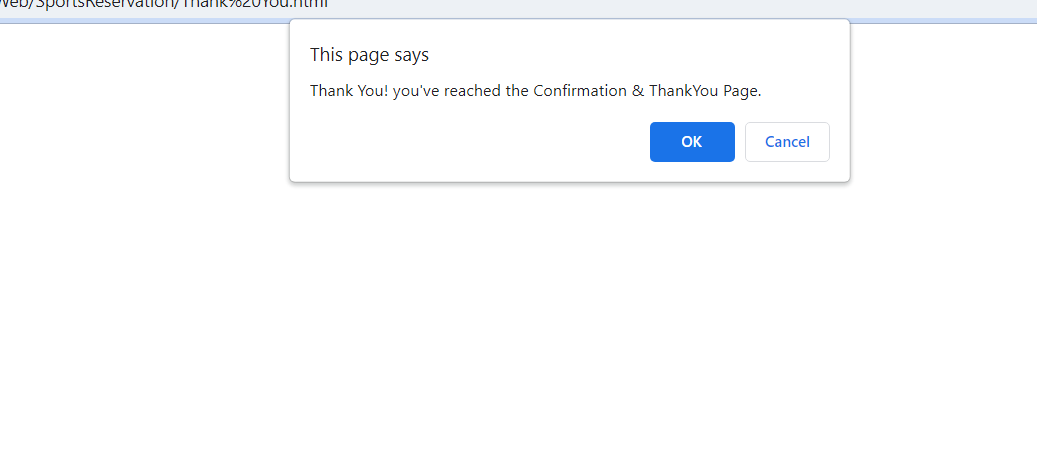 Web/SportsReservation/Thank%20You.html
This page says
Thank You! you've reached the Confirmation & ThankYou Page.
OK
Cancel